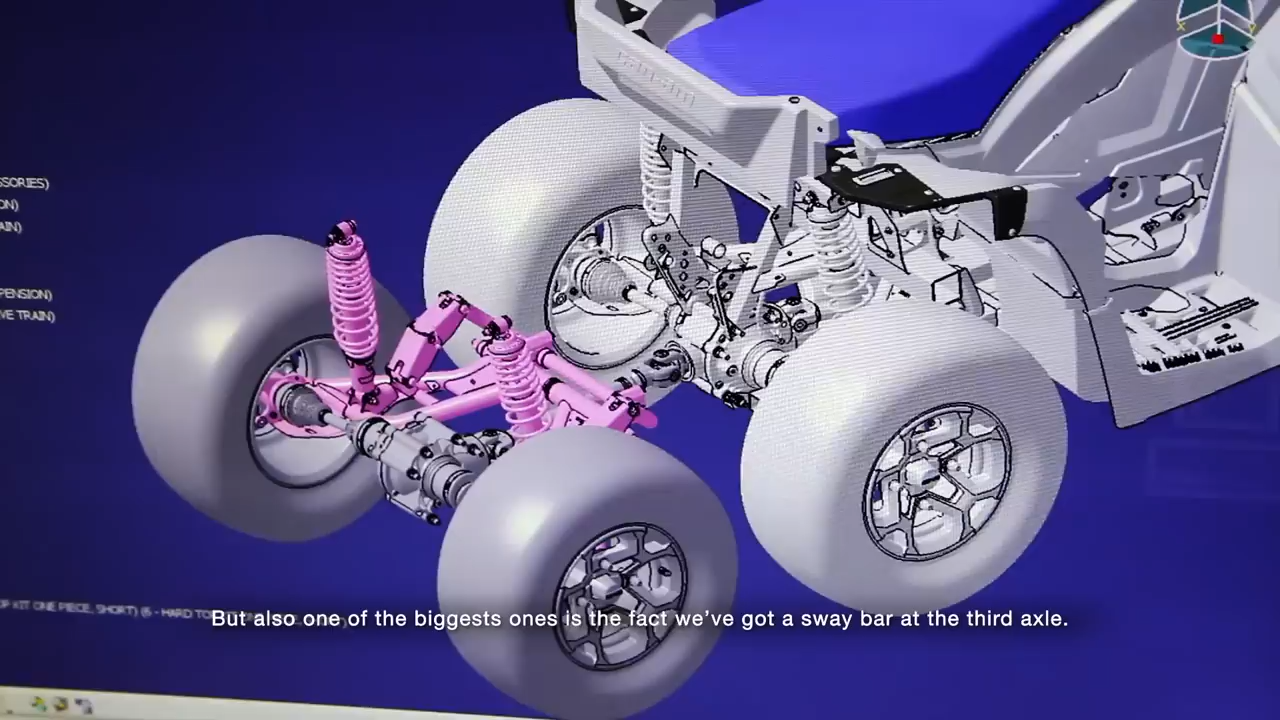 SSORIES)
ON)
AIN)
PENSION)
VE TRAIN)
KIT ONE PIECE, SHORT) (6 - HARD TO
But also one of the biggests ones is the fact we've got a sway bar at the third axle.